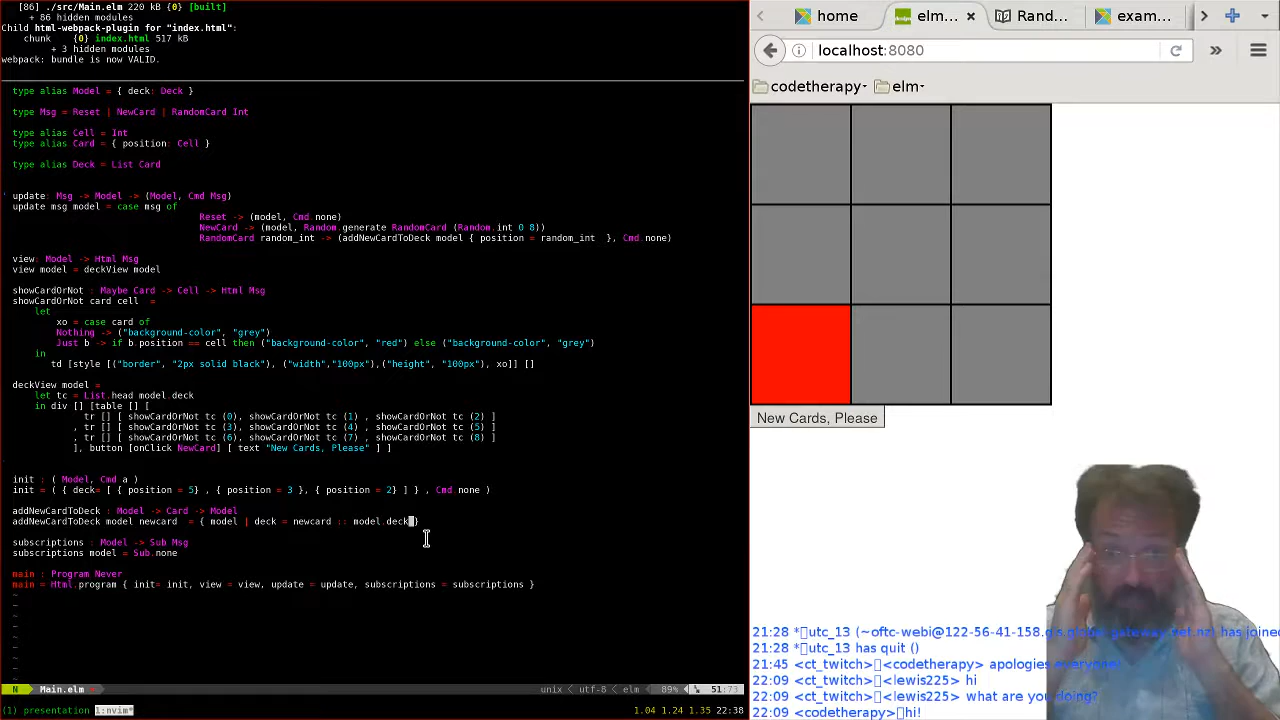 [86] ./src/Main.elm 220 kB {0} [built]
+ 86 hidden modules
Child html-webpack-plugin for "index.html":
chunk {0} index.html 517 kB
+ 3 hidden modules
webpack: bundle is now VALID.
type alias Model = { deck: Deck }
type Msg = Reset | NewCard | RandomCard Int
type alias Cell = Int
type alias Card = { position: Cell }
type alias Deck = List Card
update: Msg -> Model -> (Model, Cmd Msg)
update msg model = case msg of
Reset -> (model, Cmd.none)
NewCard -> (model, Random.generate RandomCard (Random.int 0 8))
RandomCard random_int -> (addNewCardToDeck model { position = random_int }, Cmd.none)
view: Model -> Html Msg
view model = deckView model
showCardOrNot : Maybe Card -> Cell -> Html Msg
showCardOrNot card cell =
let
xo = case card of
Nothing -> ("background-color", "grey")
Just b -> if b.position == cell then ("background-color", "red") else ("background-color", "grey")
in
td [style [("border", "2px solid black"), ("width","100px"),("height", "100px"), xo]] []
deckView model =
let tc = List.head model.deck
in div [] [table [] [
tr [] [ showCardOrNot tc (0), showCardOrNot tc (1) , showCardOrNot tc (2) ]
, tr [] [ showCardOrNot tc (3), showCardOrNot tc (4) , showCardOrNot tc (5) ]
, tr [] [ showCardOrNot tc (6), showCardOrNot tc (7) , showCardOrNot tc (8) ]
], button [onClick NewCard] [ text "New Cards, Please" ] ]
init : ( Model, Cmd a )
init = ( { deck= [ { position = 5} , { position = 3 }, { position = 2} ] } , Cmd.none )
addNewCardToDeck : Model -> Card -> Model
addNewCardToDeck model newcard = { model | deck = newcard :: model.deck }
subscriptions : Model -> Sub Msg
subscriptions model = Sub.none
main : Program Never
main = Html.program { init= init, view = view, update = update, subscriptions = subscriptions }
N Main.elm unix < utf-8 < elm 89% 51:73
(1) presentation 1:nvim* 1.04 1.24 1.35 22:38
home elm... Rand... exam...
localhost:8080
codetherapy elm
New Cards, Please
21:28 * utc_13 (~oftc-webi@122-56-41-158 has joined
21:28 * utc_13 has quit ()
21:45 <ct_twitch> <codetherapy> apologies everyone!
22:09 <ct_twitch> <lewis225> hi
22:09 <ct_twitch> <lewis225> what are you doing?
22:09 <codetherapy> hi!